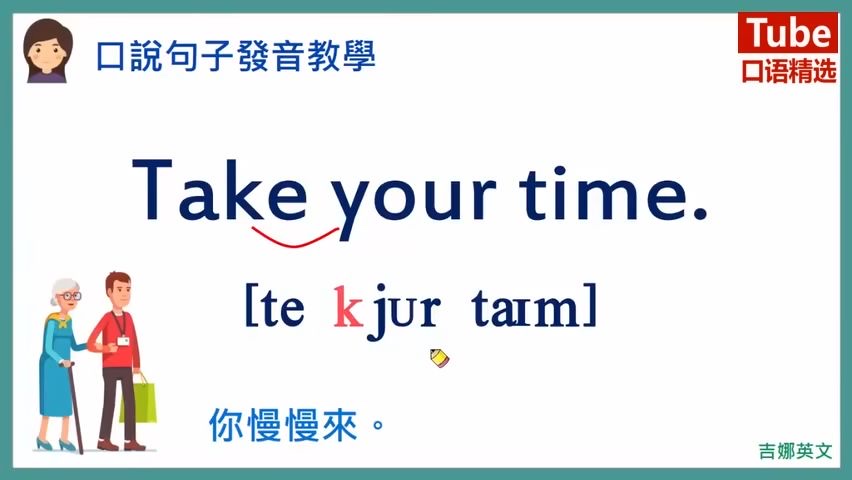 口說句子發音教學
Tube
口语精选
Take your time.
[te kjʊr taɪm]
你慢慢來。
吉娜英文